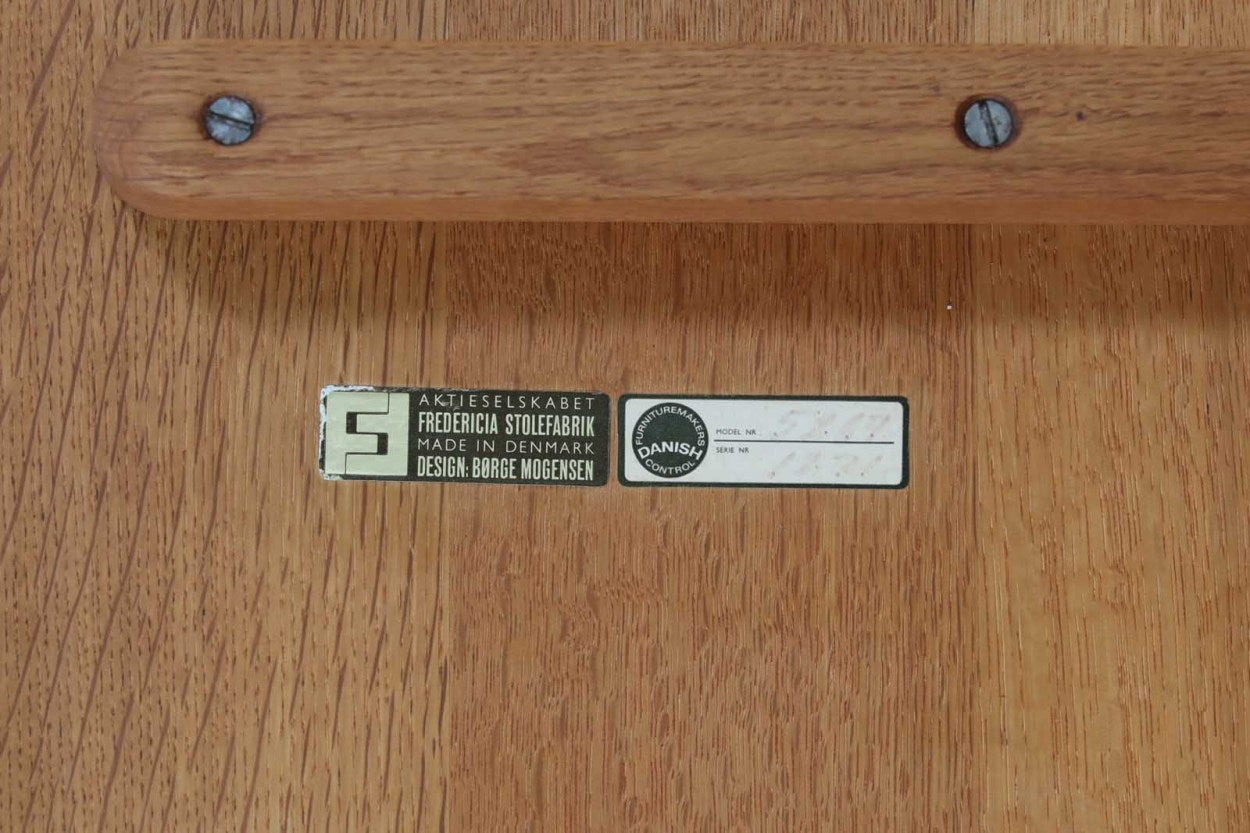 AKTIESELSKABET
FREDERICIA STOLEFABRIK
MADE IN DENMARK
DESIGN: BØRGE MOGENSEN
FURNITUREMAKERS
DANISH
CONTROL
MODEL NR.
SERIE NR.